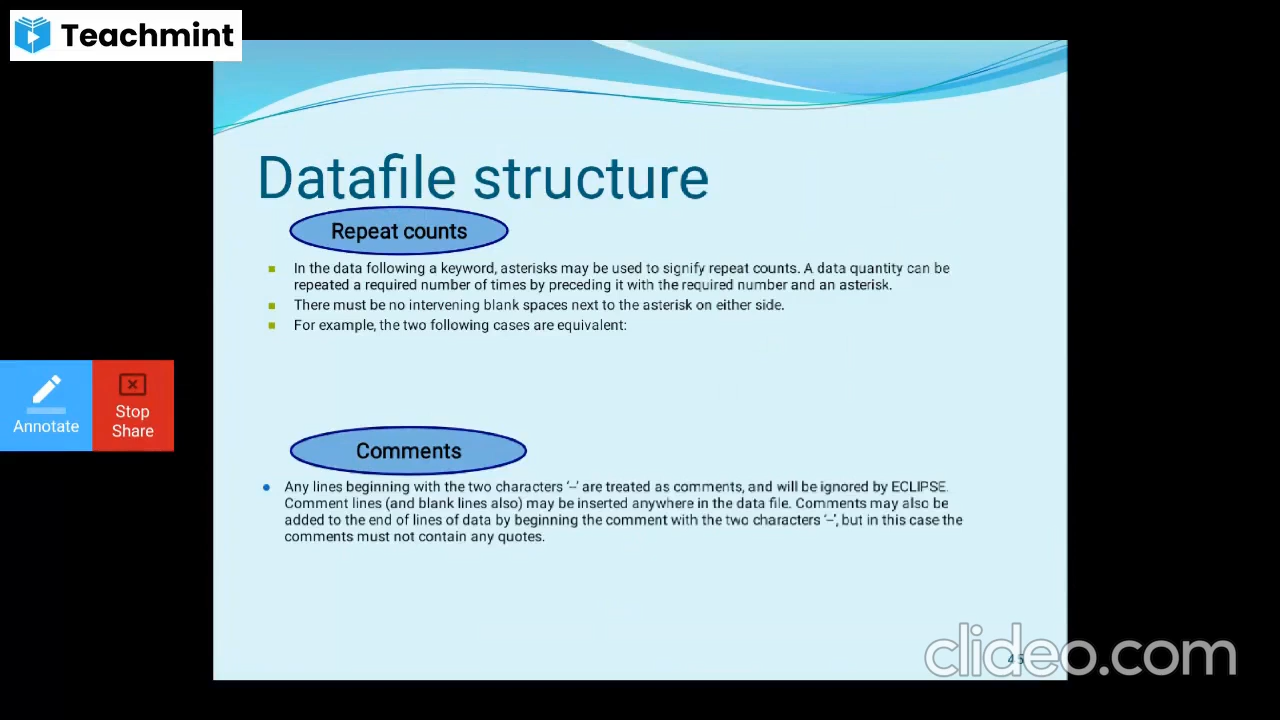 Teachmint
Datafile structure
Repeat counts
In the data following a keyword, asterisks may be used to signify repeat counts. A data quantity can be
repeated a required number of times by preceding it with the required number and an asterisk.
There must be no intervening blank spaces next to the asterisk on either side.
For example, the two following cases are equivalent:
Annotate
Stop
Share
Comments
Any lines beginning with the two characters ‘--’ are treated as comments, and will be ignored by ECLIPSE.
Comment lines (and blank lines also) may be inserted anywhere in the data file. Comments may also be
added to the end of lines of data by beginning the comment with the two characters ‘--’, but in this case the
comments must not contain any quotes.
clideo.com